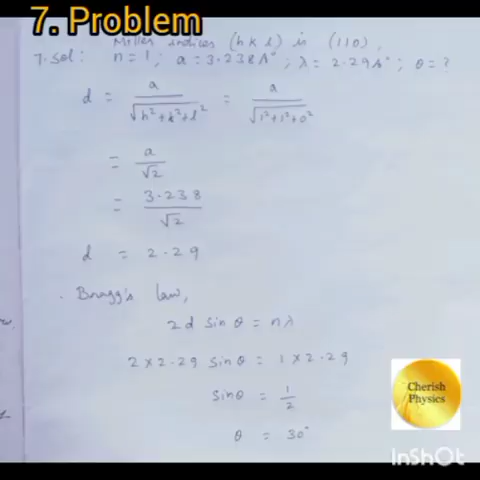 7. Problem
Miller indices (h k l) is (110),
7. sol: n = 1; a = 3.238 A°; λ = 2.29 A°; θ = ?
d = a / √h²+k²+l² = a / √1²+1²+0²
= a / √2
= 3.238 / √2
d = 2.29
Bragg's law,
2d sin θ = nλ
2 × 2.29 sin θ = 1 × 2.29
sin θ = 1/2
θ = 30°
Cherish
Physics
InShOt